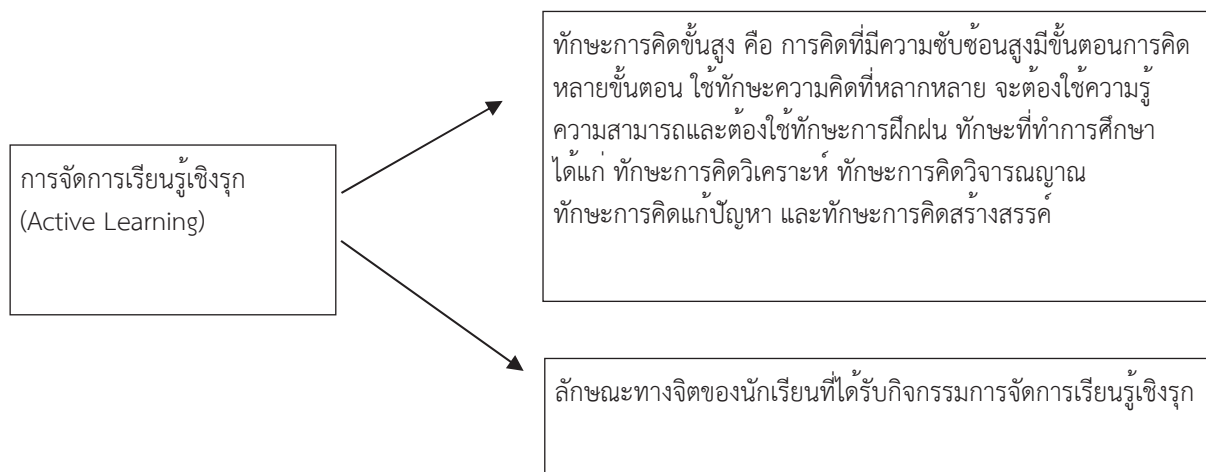 ทักษะการคิดขั้นสูง คือ การคิดที่มีความซับซ้อนสูงมีขั้นตอนการคิด
หลายขั้นตอน ใช้ทักษะความคิดที่หลากหลาย จะต้องใช้ความรู้
ความสามารถและต้องใช้ทักษะการฝึกฝน ทักษะที่ทำการศึกษา
ได้แก่ ทักษะการคิดวิเคราะห์ ทักษะการคิดวิจารณญาณ
ทักษะการคิดแก้ปัญหา และทักษะการคิดสร้างสรรค์
การจัดการเรียนรู้เชิงรุก
(Active Learning)
ลักษณะทางจิตของนักเรียนที่ได้รับกิจกรรมการจัดการเรียนรู้เชิงรุก